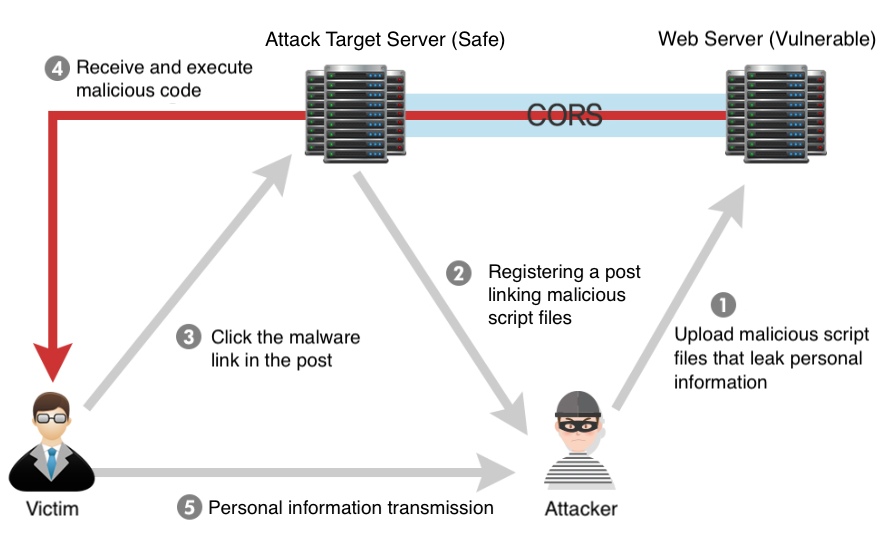 Attack Target Server (Safe)
Web Server (Vulnerable)
4 Receive and execute
malicious code
CORS
2 Registering a post
linking malicious
script files
1
Upload malicious script
files that leak personal
information
3 Click the malware
link in the post
Victim
5 Personal information transmission
Attacker